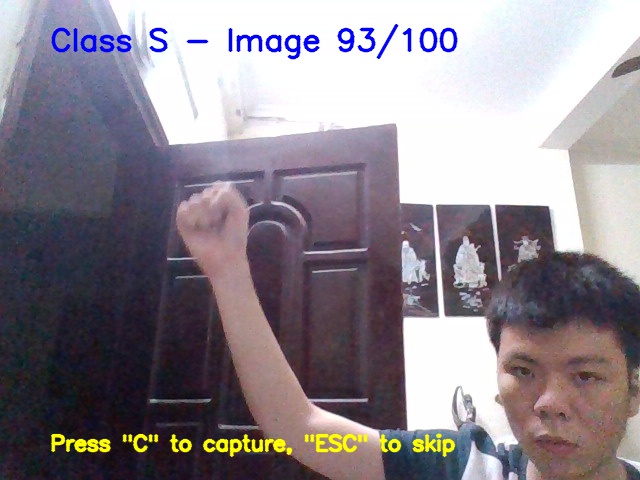 Class S - Image 93/100
Press "C" to capture, "ESC" to skip